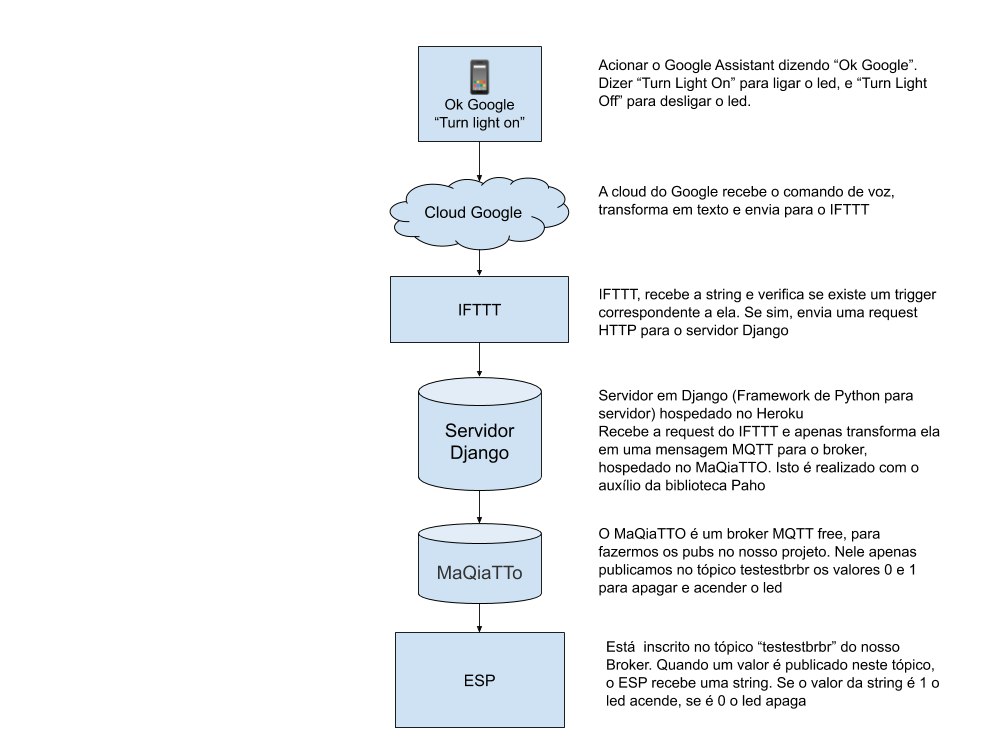 Ok Google
“Turn light on”
Acionar o Google Assistant dizendo “Ok Google”.
Dizer “Turn Light On” para ligar o led, e “Turn Light
Off” para desligar o led.
Cloud Google
A cloud do Google recebe o comando de voz,
transforma em texto e envia para o IFTTT
IFTTT
IFTTT, recebe a string e verifica se existe um trigger
correspondente a ela. Se sim, envia uma request
HTTP para o servidor Django
Servidor
Django
Servidor em Django (Framework de Python para
servidor) hospedado no Heroku
Recebe a request do IFTTT e apenas transforma ela
em uma mensagem MQTT para o broker,
hospedado no MaQiaTTO. Isto é realizado com o
auxílio da biblioteca Paho
MaQiaTTo
O MaQiaTTO é um broker MQTT free, para
fazermos os pubs no nosso projeto. Nele apenas
publicamos no tópico testestbrbr os valores 0 e 1
para apagar e acender o led
ESP
Está  inscrito no tópico “testestbrbr” do nosso
Broker. Quando um valor é publicado neste tópico,
o ESP recebe uma string. Se o valor da string é 1 o
led acende, se é 0 o led apaga